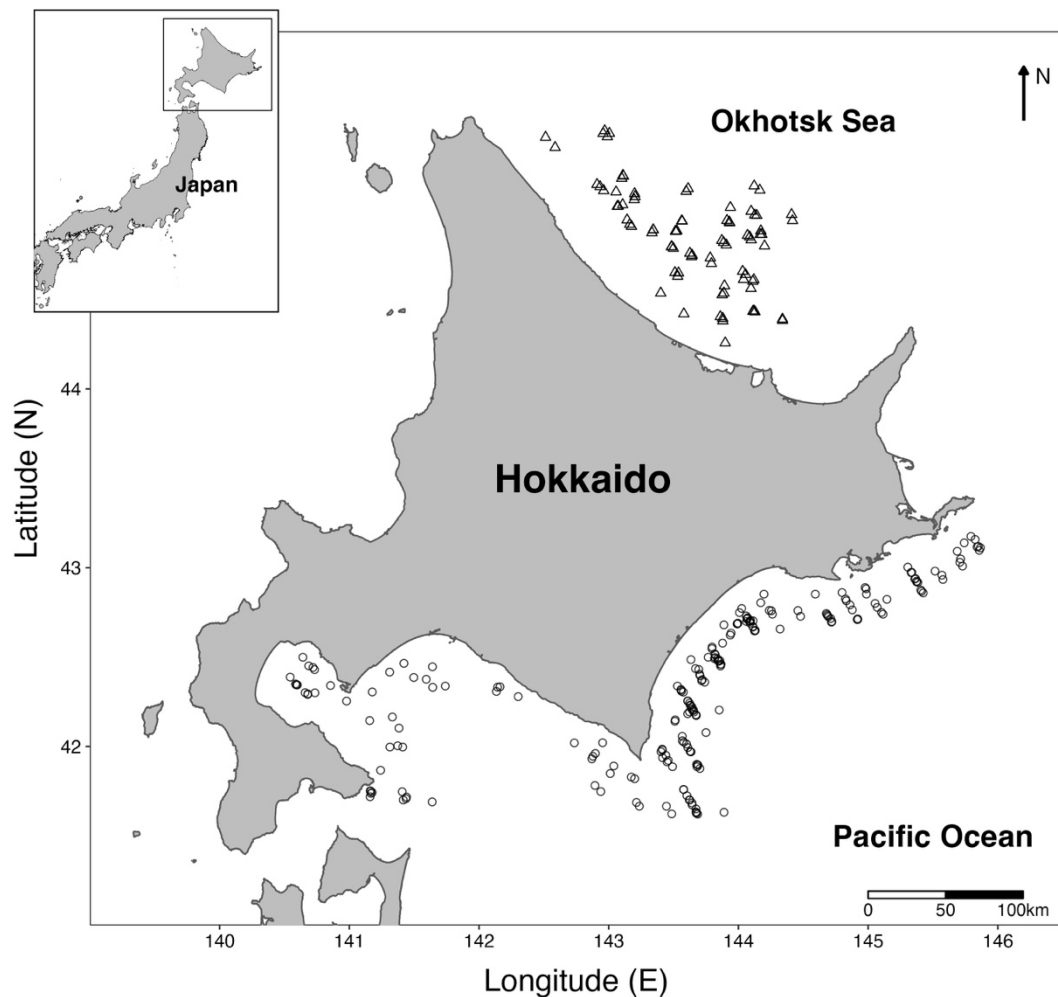 Japan
N
Okhotsk Sea
Hokkaido
Pacific Ocean
0 50 100km
44
43
42
Latitude (N)
140 141 142 143 144 145 146
Longitude (E)